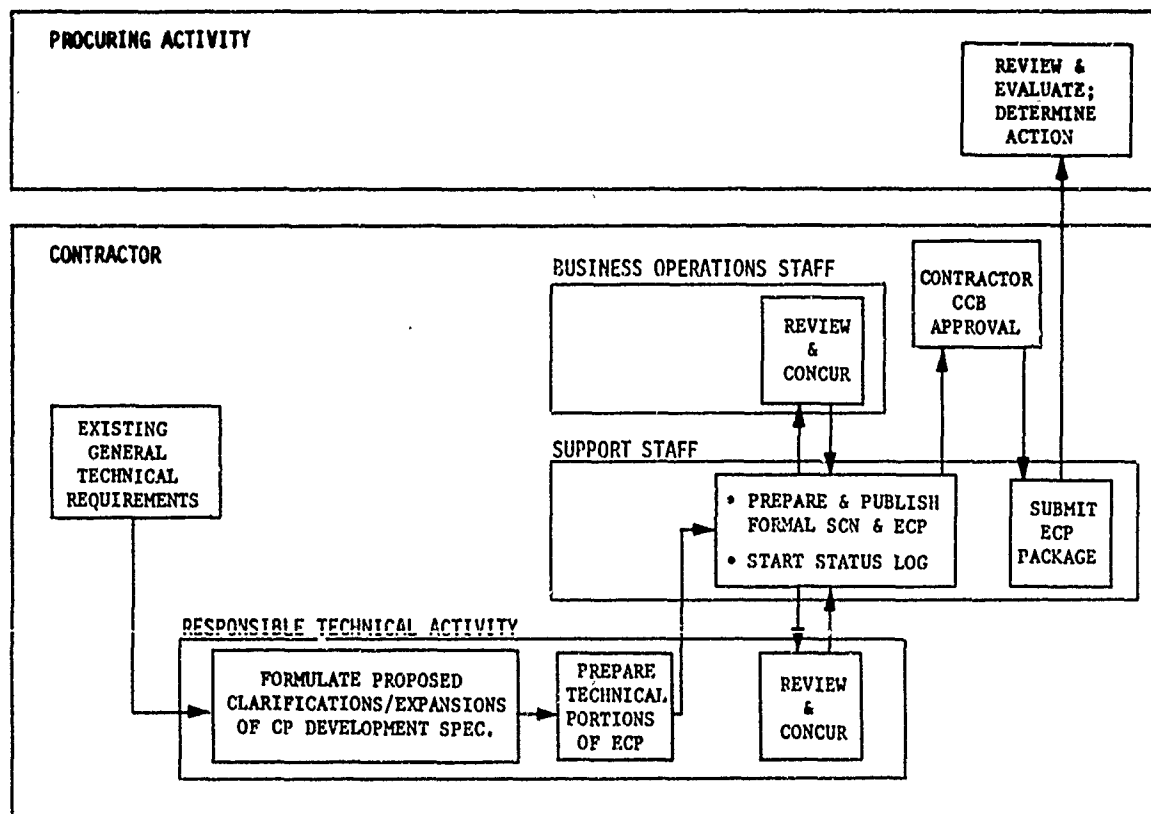 PROCURING ACTIVITY
REVIEW &
EVALUATE;
DETERMINE
ACTION
CONTRACTOR
BUSINESS OPERATIONS STAFF
REVIEW
&
CONCUR
CONTRACTOR
CCB
APPROVAL
EXISTING
GENERAL
TECHNICAL
REQUIREMENTS
SUPPORT STAFF
• PREPARE & PUBLISH
FORMAL SCN & ECP
• START STATUS LOG
SUBMIT
ECP
PACKAGE
RESPONSIBLE TECHNICAL ACTIVITY
FORMULATE PROPOSED
CLARIFICATIONS/EXPANSIONS
OF CP DEVELOPMENT SPEC.
PREPARE
TECHNICAL
PORTIONS
OF ECP
REVIEW
&
CONCUR